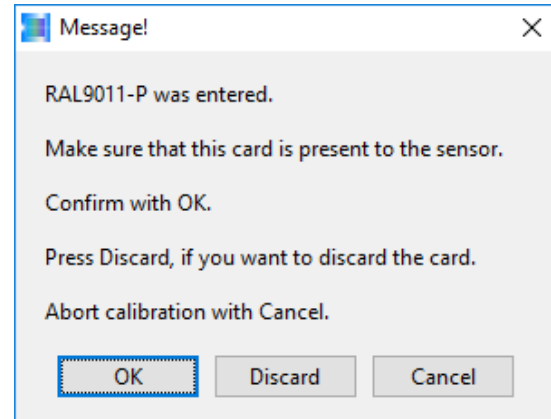 Message!
RAL9011-P was entered.
Make sure that this card is present to the sensor.
Confirm with OK.
Press Discard, if you want to discard the card.
Abort calibration with Cancel.
OK Discard Cancel